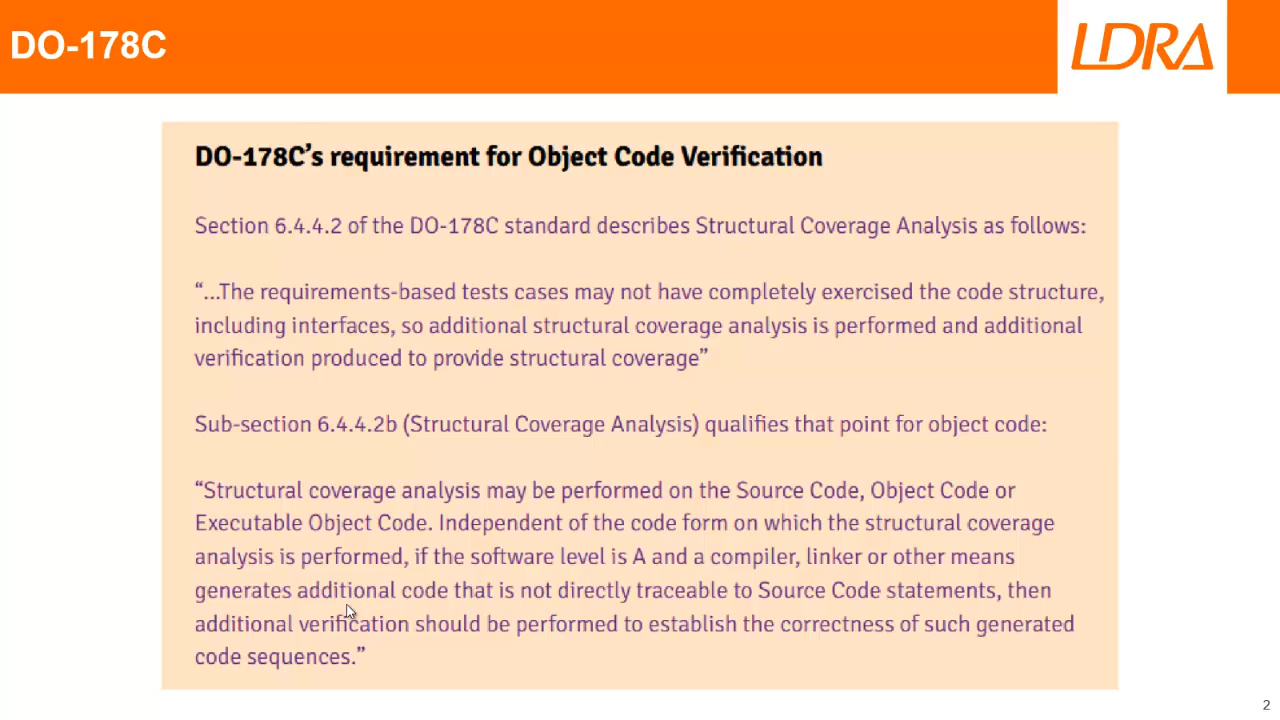 DO-178C
LDRA
DO-178C's requirement for Object Code Verification
Section 6.4.4.2 of the DO-178C standard describes Structural Coverage Analysis as follows:
“...The requirements-based tests cases may not have completely exercised the code structure,
including interfaces, so additional structural coverage analysis is performed and additional
verification produced to provide structural coverage”
Sub-section 6.4.4.2b (Structural Coverage Analysis) qualifies that point for object code:
“Structural coverage analysis may be performed on the Source Code, Object Code or
Executable Object Code. Independent of the code form on which the structural coverage
analysis is performed, if the software level is A and a compiler, linker or other means
generates additional code that is not directly traceable to Source Code statements, then
additional verification should be performed to establish the correctness of such generated
code sequences.”
2